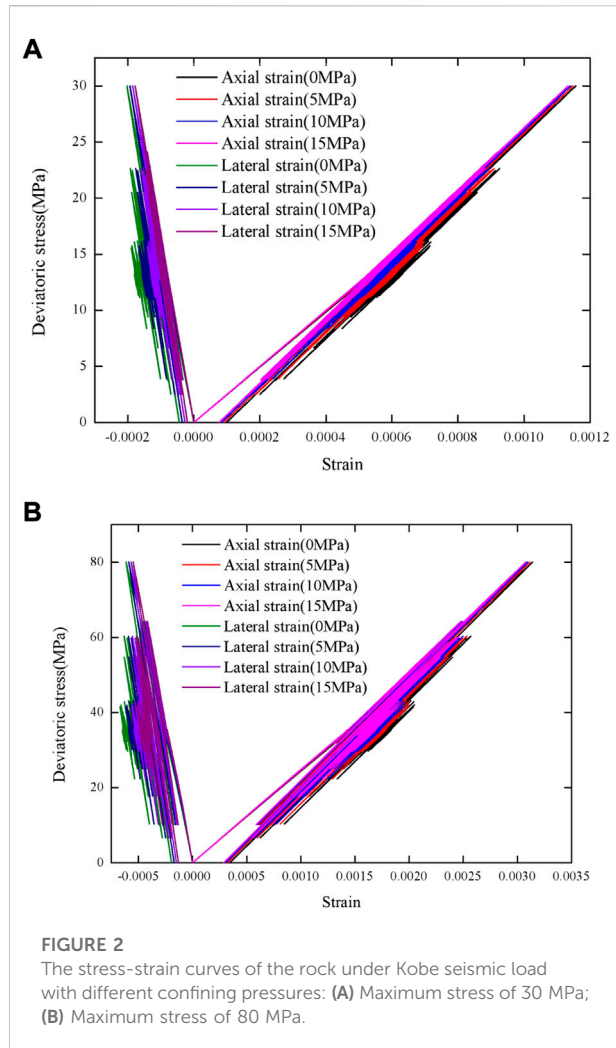 A
Axial strain(0MPa)
Axial strain(5MPa)
Axial strain(10MPa)
Axial strain(15MPa)
Lateral strain(0MPa)
Lateral strain(5MPa)
Lateral strain(10MPa)
Lateral strain(15MPa)
30
25
20
15
10
5
0
Deviatoric stress(MPa)
-0.0002 0.0000 0.0002 0.0004 0.0006 0.0008 0.0010 0.0012
Strain
B
Axial strain(0MPa)
Axial strain(5MPa)
Axial strain(10MPa)
Axial strain(15MPa)
Lateral strain(0MPa)
Lateral strain(5MPa)
Lateral strain(10MPa)
Lateral strain(15MPa)
80
60
40
20
0
Deviatoric stress(MPa)
-0.0005 0.0000 0.0005 0.0010 0.0015 0.0020 0.0025 0.0030 0.0035
Strain
FIGURE 2
The stress-strain curves of the rock under Kobe seismic load
with different confining pressures: (A) Maximum stress of 30 MPa;
(B) Maximum stress of 80 MPa.